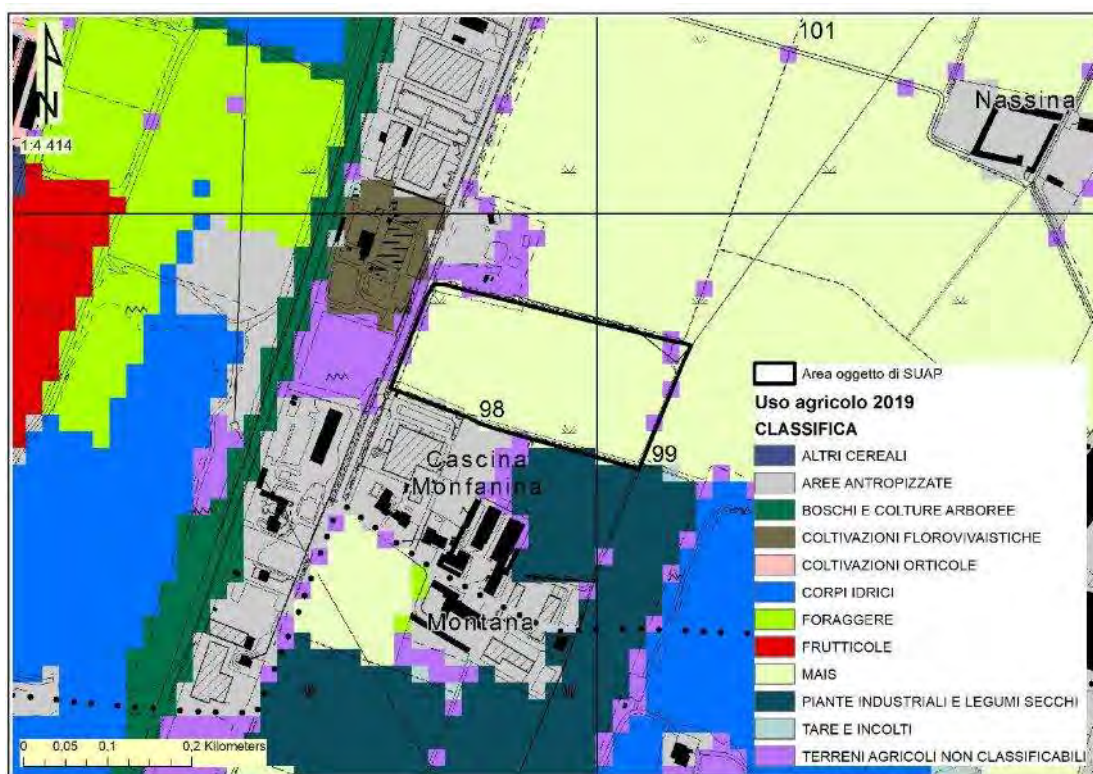 N
1:4 414
101
Nassina
98
99
Cascina
Monfanina
Montana
0 0,05 0,1 0,2 Kilometers
Area oggetto di SUAP
Uso agricolo 2019
CLASSIFICA
ALTRI CEREALI
AREE ANTROPIZZATE
BOSCHI E COLTURE ARBOREE
COLTIVAZIONI FLOROVIVAISTICHE
COLTIVAZIONI ORTICOLE
CORPI IDRICI
FORAGGERE
FRUTTICOLE
MAIS
PIANTE INDUSTRIALI E LEGUMI SECCHI
TARE E INCOLTI
TERRENI AGRICOLI NON CLASSIFICABILI